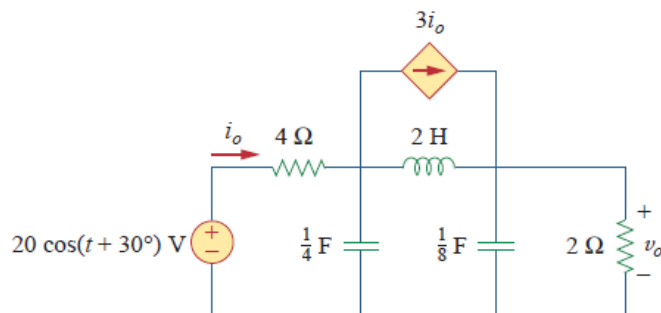 3i_o
i_o 4 Ω 2 H
20 cos(t + 30°) V + − 1/4 F 1/8 F 2 Ω + v_o −